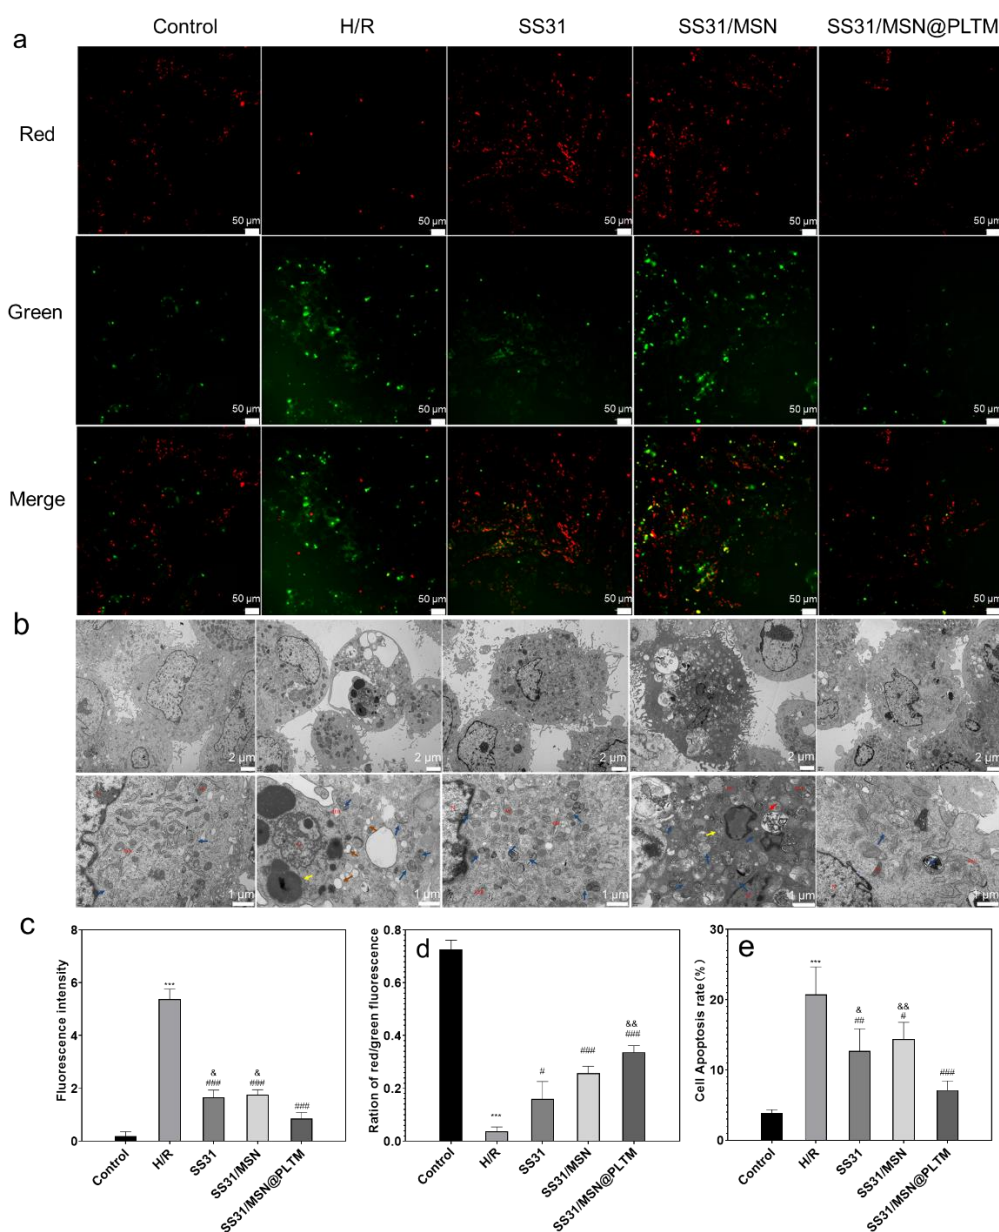 Control H/R SS31 SS31/MSN SS31/MSN@PLTM
a
Red
50 μm 50 μm 50 μm 50 μm 50 μm
Green
50 μm 50 μm 50 μm 50 μm 50 μm
Merge
50 μm 50 μm 50 μm 50 μm 50 μm
b
2 μm 2 μm 2 μm 2 μm 2 μm
1 μm 1 μm 1 μm 1 μm 1 μm
c
Fluorescence intensity
8
6
4
2
0
***
&
###
&
###
###
Control
H/R
SS31
SS31/MSN
SS31/MSN@PLTM
d
Ration of red/green fluorescence
0.8
0.6
0.4
0.2
0.0
***
#
###
&&
###
Control
H/R
SS31
SS31/MSN
SS31/MSN@PLTM
e
Cell Apoptosis rate(%)
30
20
10
0
***
&
##
&&
#
###
Control
H/R
SS31
SS31/MSN
SS31/MSN@PLTM